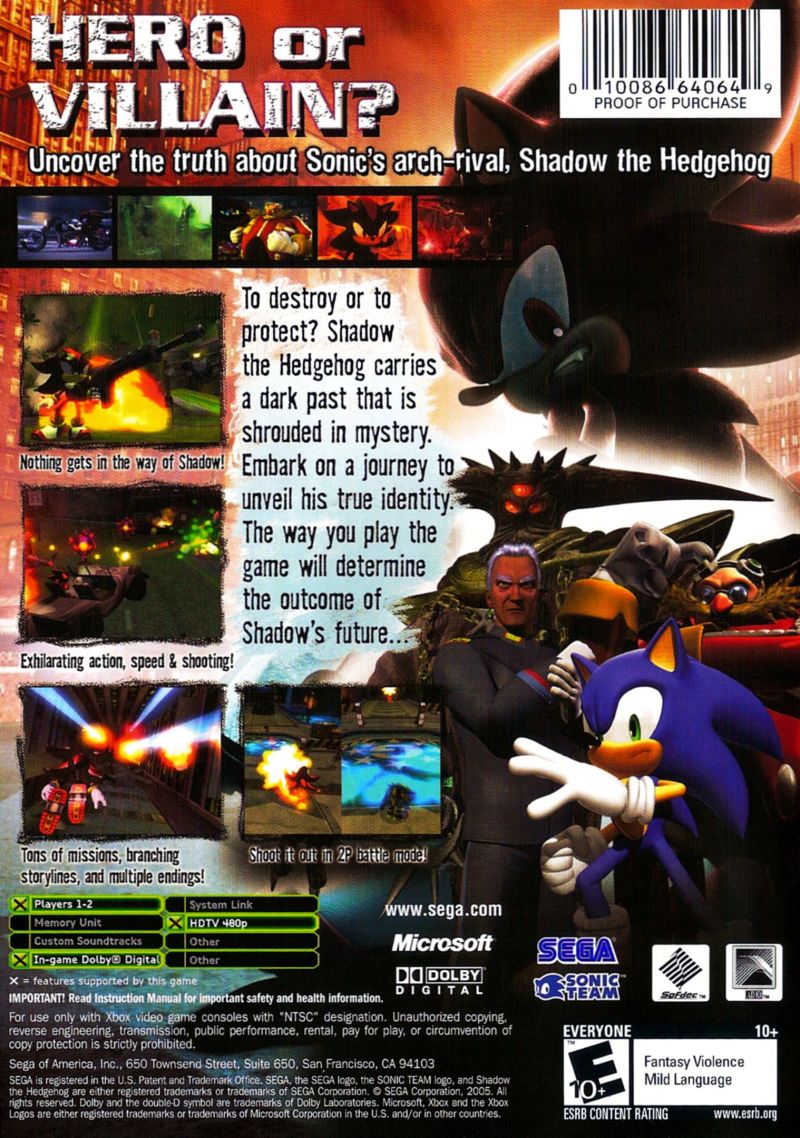 HERO or
VILLAIN?
0 10086 64064 9
PROOF OF PURCHASE
Uncover the truth about Sonic's arch-rival, Shadow the Hedgehog
To destroy or to
protect? Shadow
the Hedgehog carries
a dark past that is
shrouded in mystery.
Embark on a journey to
unveil his true identity.
The way you play the
game will determine
the outcome of
Shadow's future...
Nothing gets in the way of Shadow!
Exhilarating action, speed & shooting!
Tons of missions, branching
storylines, and multiple endings!
Shoot it out in 2P battle mode!
X Players 1-2
Memory Unit
Custom Soundtracks
X In-game Dolby® Digital
System Link
X HDTV 480p
Other
Other
X = features supported by this game
www.sega.com
Microsoft®
DOLBY
DIGITAL
SEGA®
SONIC
TEAM
SofdecTM
IMPORTANT! Read Instruction Manual for important safety and health information.
For use only with Xbox video game consoles with "NTSC" designation. Unauthorized copying,
reverse engineering, transmission, public performance, rental, pay for play, or circumvention of
copy protection is strictly prohibited.
Sega of America, Inc., 650 Townsend Street, Suite 650, San Francisco, CA 94103
SEGA is registered in the U.S. Patent and Trademark Office. SEGA, the SEGA logo, the SONIC TEAM logo, and Shadow
the Hedgehog are either registered trademarks or trademarks of SEGA Corporation. © SEGA Corporation, 2005. All
rights reserved. Dolby and the double-D symbol are trademarks of Dolby Laboratories. Microsoft, Xbox and the Xbox
Logos are either registered trademarks or trademarks of Microsoft Corporation in the U.S. and/or in other countries.
EVERYONE 10+
E
10+
Fantasy Violence
Mild Language
ESRB CONTENT RATING www.esrb.org